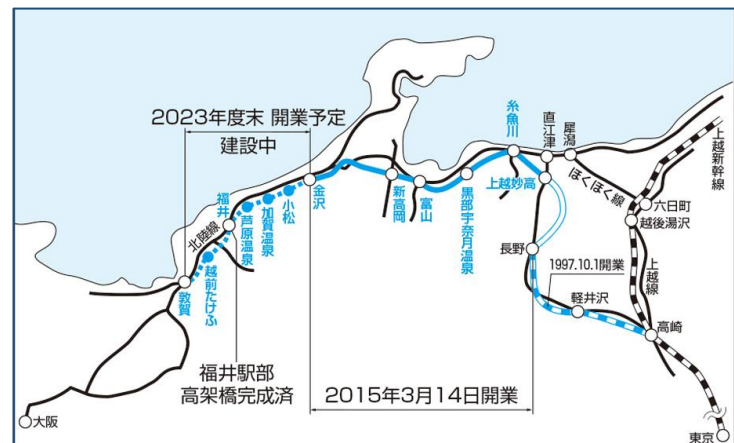 2023年度末 開業予定
建設中
糸魚川
直江津
犀潟
上越新幹線
ほくほく線
六日町
越後湯沢
上越妙高
金沢
新高岡
富山
黒部宇奈月温泉
小松
加賀温泉
芦原温泉
福井
北陸線
越前たけふ
敦賀
長野
1997.10.1開業
軽井沢
上越線
高崎
福井駅部
高架橋完成済
2015年3月14日開業
大阪
東京